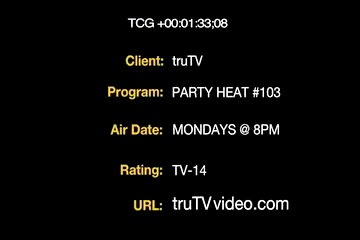 TCG +00:01:33;08
Client: truTV
Program: PARTY HEAT #103
Air Date: MONDAYS @ 8PM
Rating: TV-14
URL: truTVvideo.com